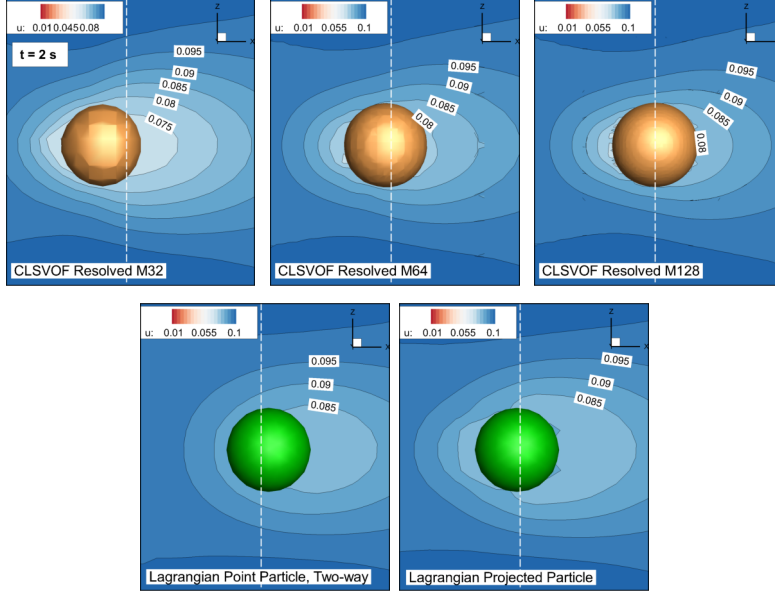 u: 0.01 0.045 0.08
t = 2 s
z
x
0.095
0.09
0.085
0.08
0.075
CLSVOF Resolved M32
u: 0.01 0.055 0.1
z
x
0.095
0.09
0.085
0.08
CLSVOF Resolved M64
u: 0.01 0.055 0.1
z
0.095
0.09
0.085
0.08
CLSVOF Resolved M128
u: 0.01 0.055 0.1
z
x
0.095
0.09
0.085
Lagrangian Point Particle, Two-way
u: 0.01 0.055 0.1
z
x
0.095
0.09
0.085
Lagrangian Projected Particle